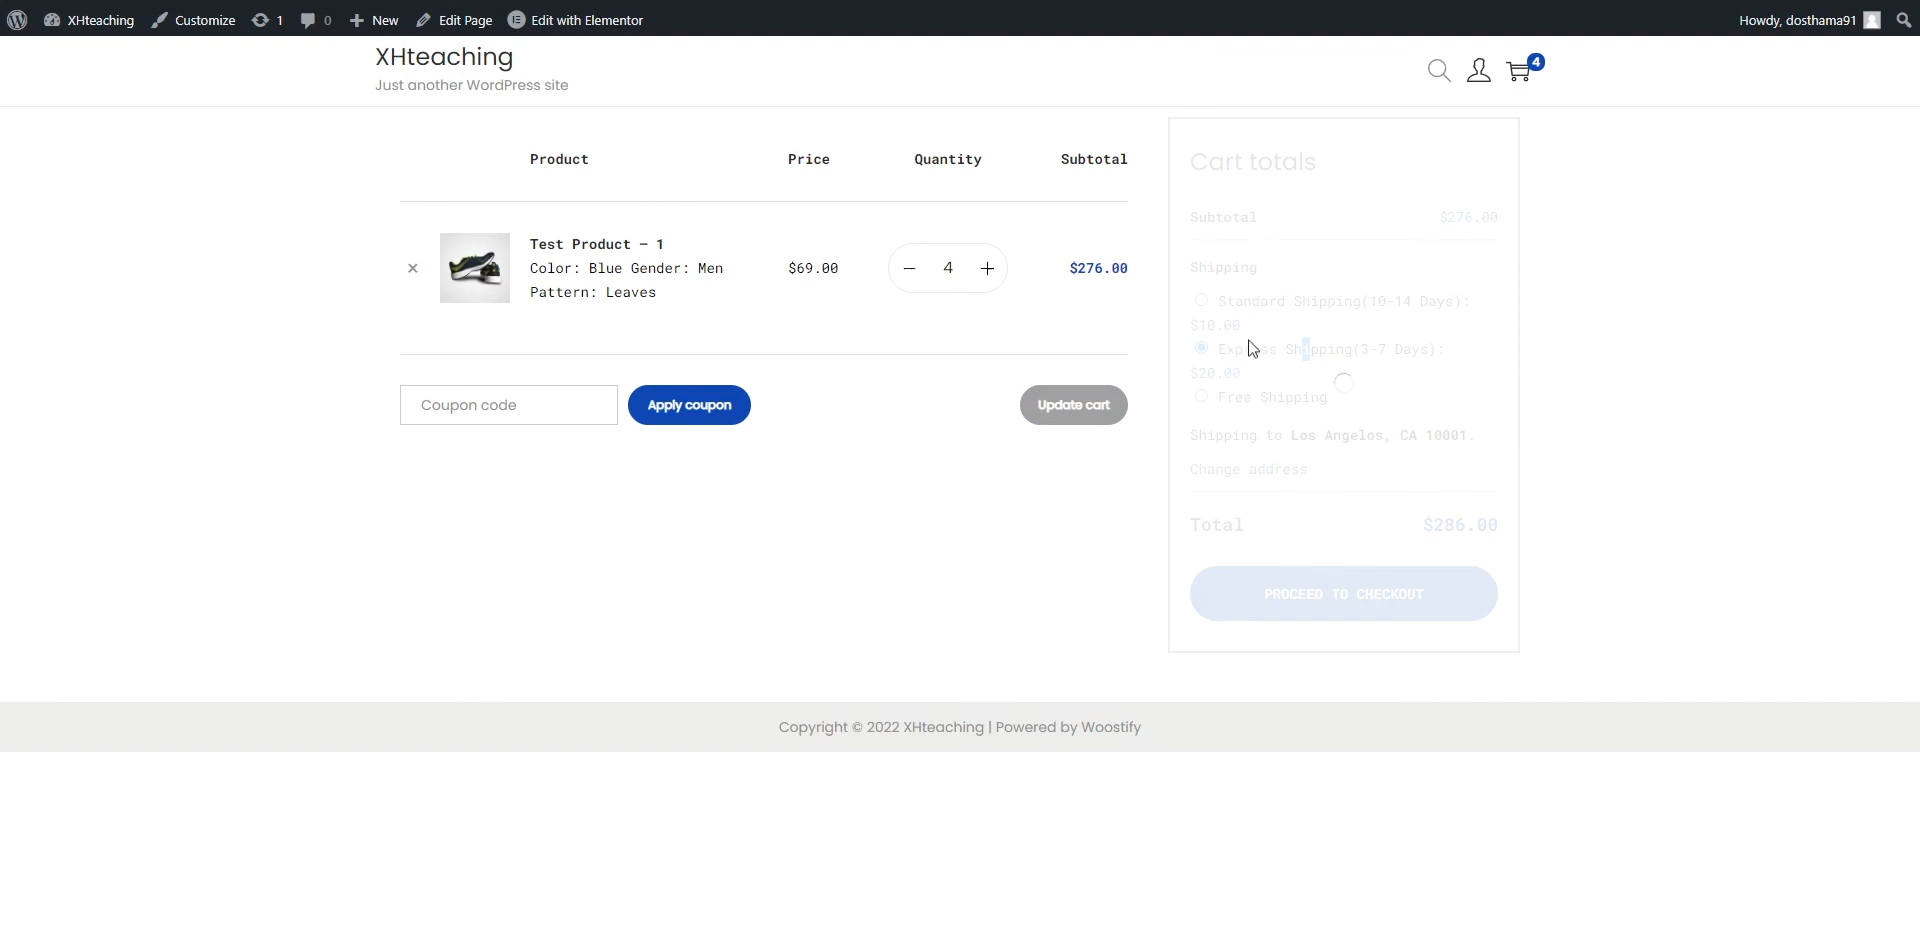 XHteaching
Customize
1
0
New
Edit Page
Edit with Elementor
Howdy, dosthama91
XHteaching
Just another WordPress site
4
Product
Price
Quantity
Subtotal
Test Product – 1
Color: Blue Gender: Men
Pattern: Leaves
$69.00
4
$276.00
Coupon code
Apply coupon
Update cart
Cart totals
Subtotal
$276.00
Shipping
Standard Shipping(10-14 Days):
$10.00
Express Shipping(3-7 Days):
$20.00
Free Shipping
Shipping to Los Angelos, CA 10001.
Change address
Total
$286.00
PROCEED TO CHECKOUT
Copyright © 2022 XHteaching | Powered by Woostify